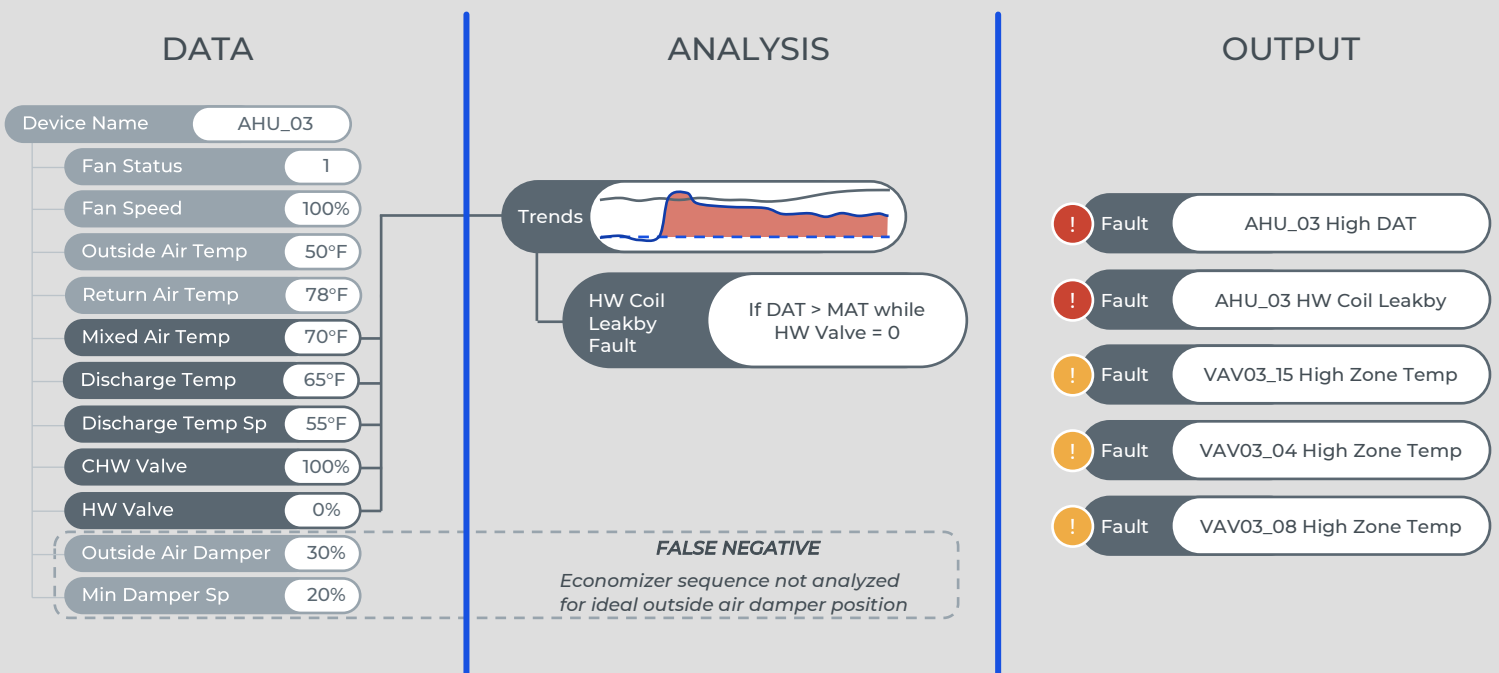 DATA
ANALYSIS
OUTPUT
Device Name AHU_03
Fan Status 1
Fan Speed 100%
Outside Air Temp 50°F
Return Air Temp 78°F
Mixed Air Temp 70°F
Discharge Temp 65°F
Discharge Temp Sp 55°F
CHW Valve 100%
HW Valve 0%
Outside Air Damper 30%
Min Damper Sp 20%
Trends
HW Coil
Leakby
Fault
If DAT > MAT while
HW Valve = 0
FALSE NEGATIVE
Economizer sequence not analyzed
for ideal outside air damper position
! Fault AHU_03 High DAT
! Fault AHU_03 HW Coil Leakby
! Fault VAV03_15 High Zone Temp
! Fault VAV03_04 High Zone Temp
! Fault VAV03_08 High Zone Temp